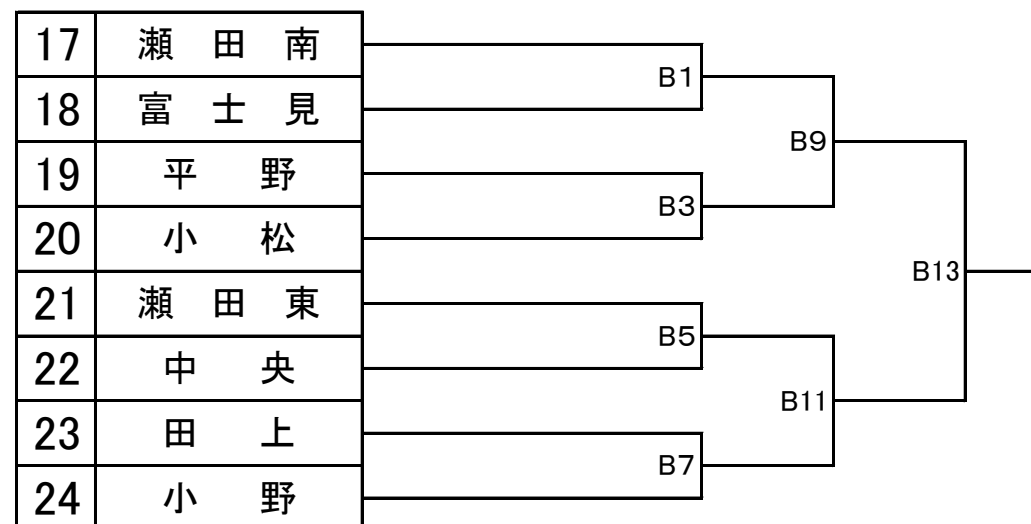 17 瀬田南
18 富士見
19 平野
20 小松
21 瀬田東
22 中央
23 田上
24 小野
B1
B9
B3
B13
B5
B11
B7